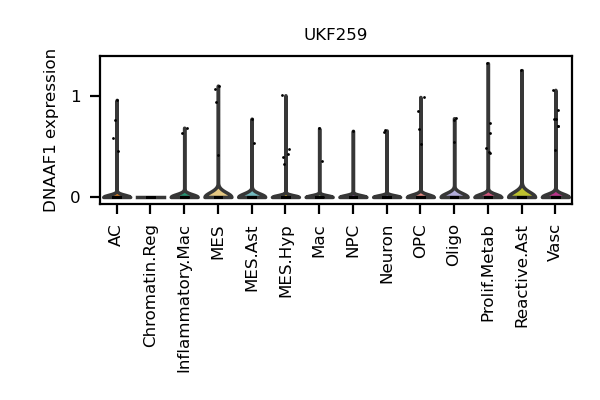 UKF259
DNAAF1 expression
1
0
AC
Chromatin.Reg
Inflammatory.Mac
MES
MES.Ast
MES.Hyp
Mac
NPC
Neuron
OPC
Oligo
Prolif.Metab
Reactive.Ast
Vasc